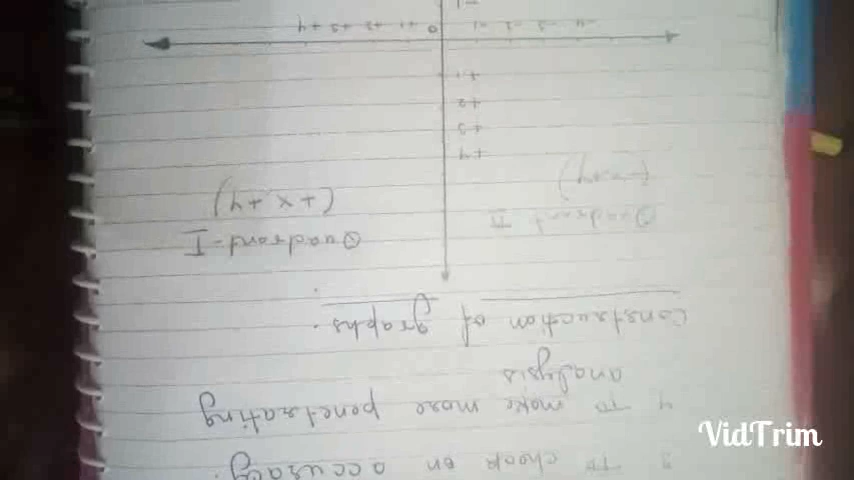 3 To check on accuracy.
4 To make more penetrating
analysis
Construction of graphs.
Quadrant II Quadrant-I
(-x+y) (+x +y)
+4
+3
+2
+1
-4 -3 -2 -1 0 +1 +2 +3 +4
-1
VidTrim